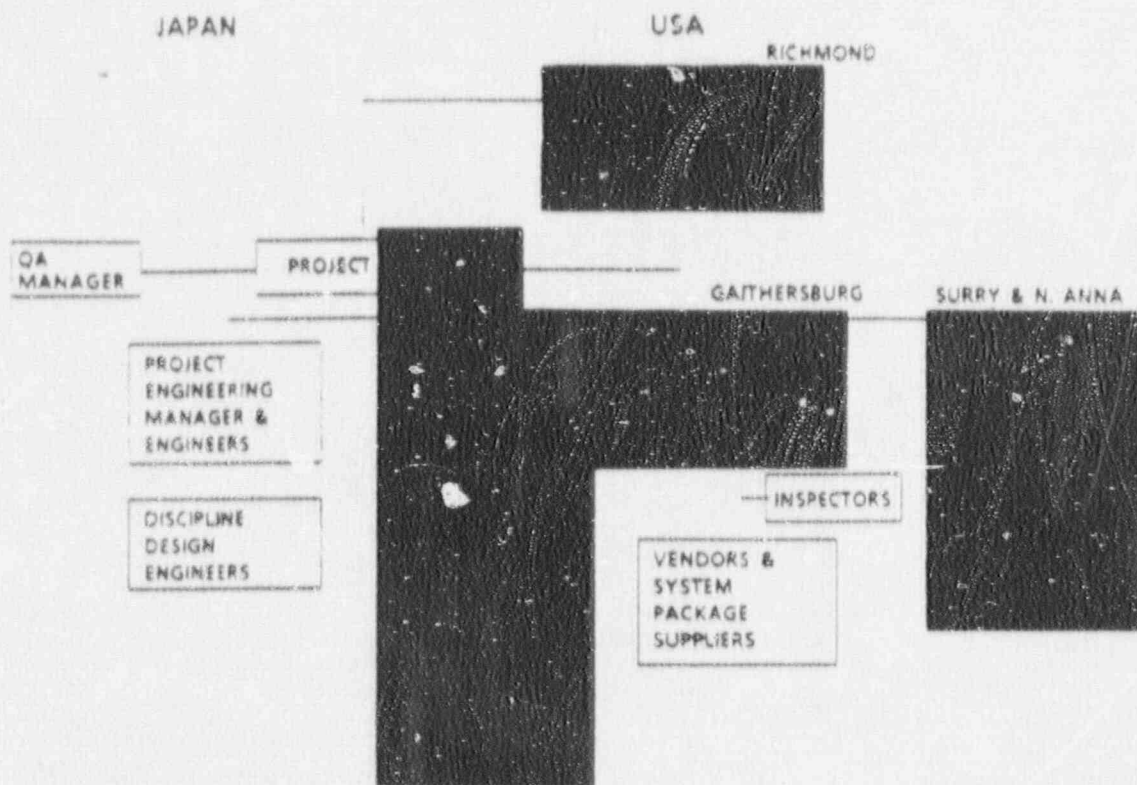 JAPAN
USA
RICHMOND
QA
MANAGER
PROJECT
GAITHERSBURG
SURRY & N. ANNA
PROJECT
ENGINEERING
MANAGER &
ENGINEERS
INSPECTORS
DISCIPLINE
DESIGN
ENGINEERS
VENDORS &
SYSTEM
PACKAGE
SUPPLIERS